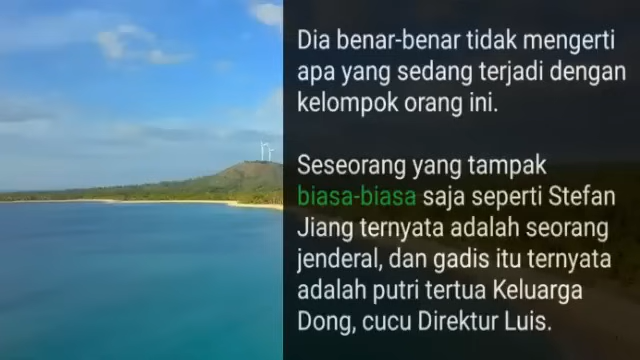 Dia benar-benar tidak mengerti
apa yang sedang terjadi dengan
kelompok orang ini.
Seseorang yang tampak
biasa-biasa saja seperti Stefan
Jiang ternyata adalah seorang
jenderal, dan gadis itu ternyata
adalah putri tertua Keluarga
Dong, cucu Direktur Luis.